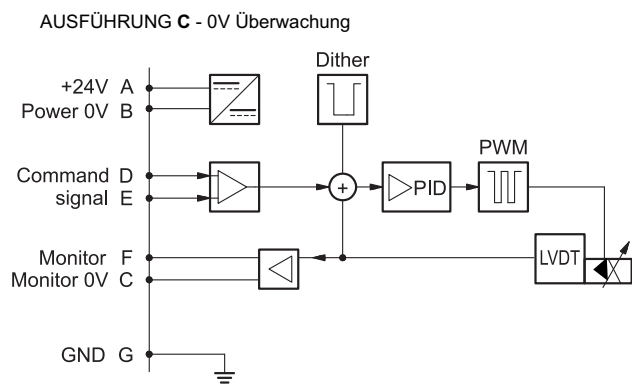 AUSFÜHRUNG C - 0V Überwachung
Dither
+24V A
Power 0V B
PWM
Command D
signal E
+
PID
Monitor F
Monitor 0V C
LVDT
GND G